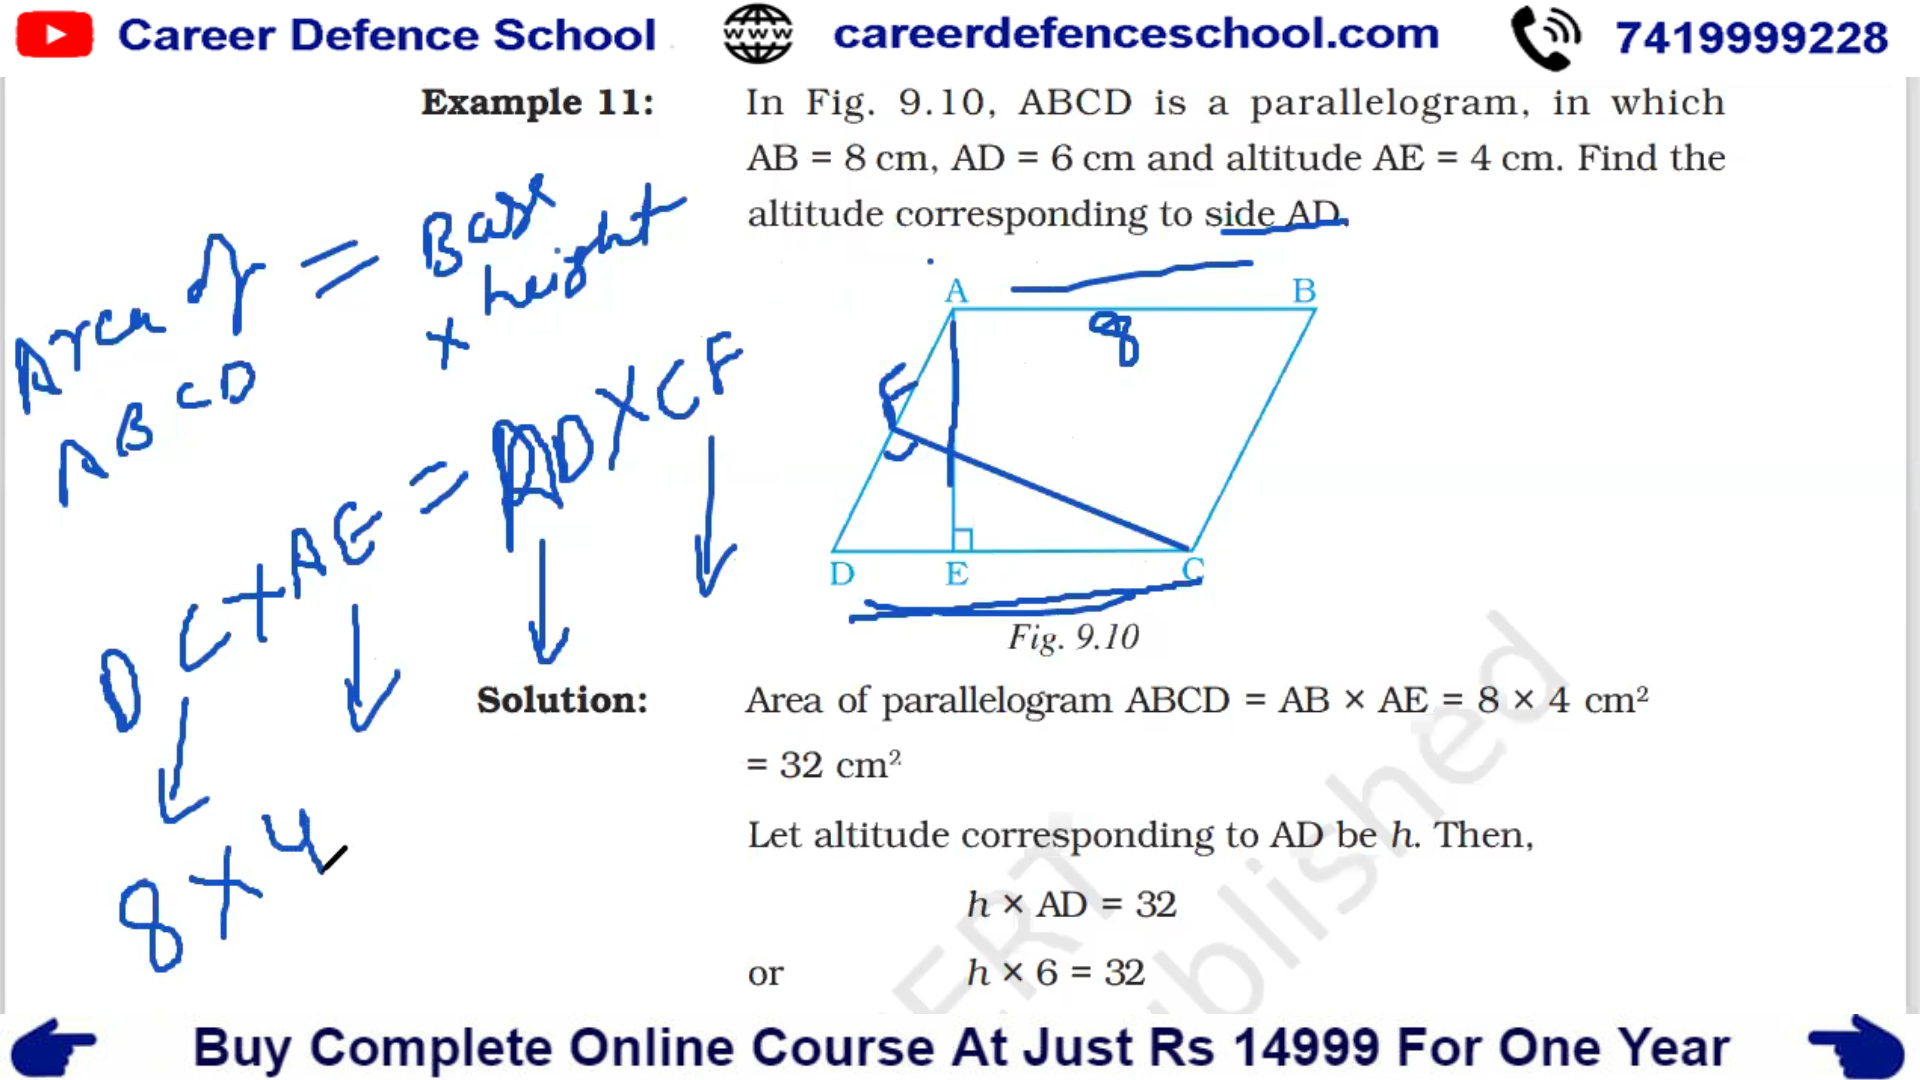 Career Defence School
www
careerdefenceschool.com
7419999228
Example 11:
In Fig. 9.10, ABCD is a parallelogram, in which
AB = 8 cm, AD = 6 cm and altitude AE = 4 cm. Find the
altitude corresponding to side AD.
Area of = Base
× height
ABCD
DC × AE = AD × CF
8 × 4
A
B
8
F
D
E
C
Fig. 9.10
Solution:
Area of parallelogram ABCD = AB × AE = 8 × 4 cm²
= 32 cm²
Let altitude corresponding to AD be h. Then,
h × AD = 32
or h × 6 = 32
Buy Complete Online Course At Just Rs 14999 For One Year